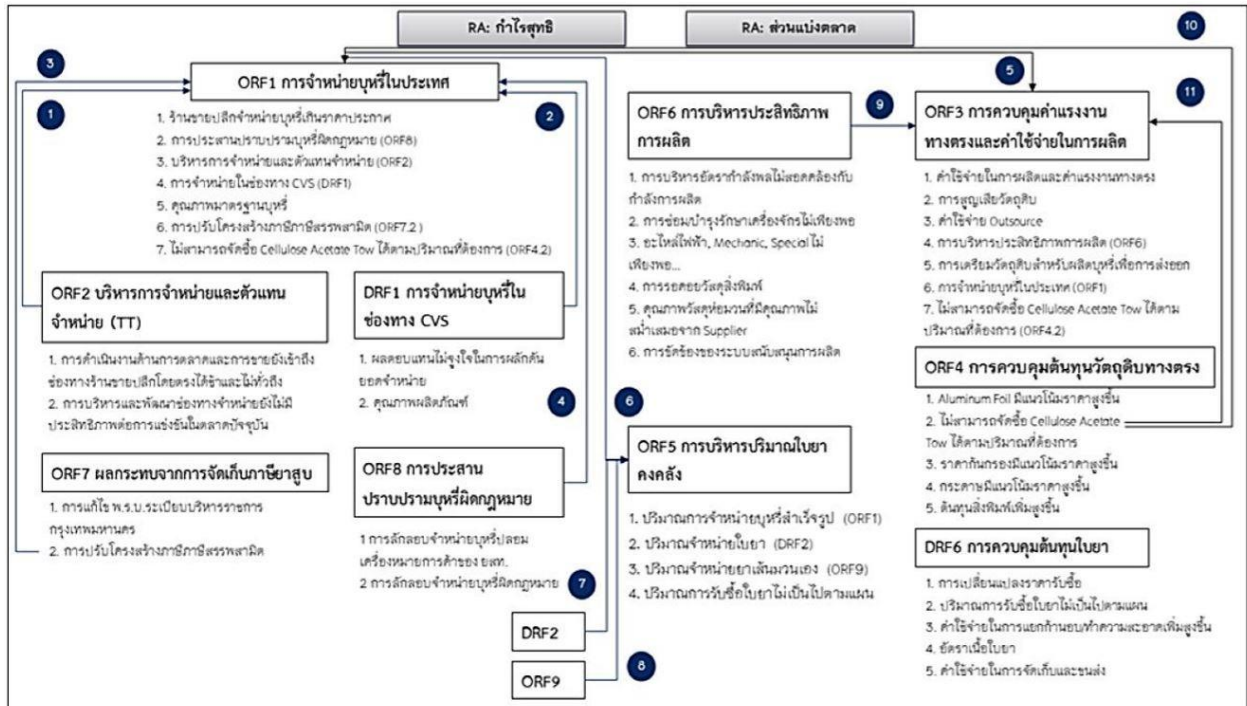 RA: กำไรสุทธิ
RA: ส่วนแบ่งตลาด
10
3
ORF1 การจำหน่ายบุหรี่ในประเทศ
5
1
2
1. ร้านขายปลีกจำหน่ายบุหรี่เกินราคาประกาศ
2. การประสานปราบปรามบุหรี่ผิดกฎหมาย (ORF8)
3. บริหารการจำหน่ายและตัวแทนจำหน่าย (ORF2)
4. การจำหน่ายในช่องทาง CVS (DRF1)
5. คุณภาพมาตรฐานบุหรี่
6. การปรับโครงสร้างภาษีภาษีสรรพสามิต (ORF7.2)
7. ไม่สามารถจัดซื้อ Cellulose Acetate Tow ได้ตามปริมาณที่ต้องการ (ORF4.2)
ORF6 การบริหารประสิทธิภาพ
การผลิต
9
1. การบริหารอัตรากำลังพลไม่สอดคล้องกับ
กำลังการผลิต
2. การซ่อมบำรุงรักษาเครื่องจักรไม่เพียงพอ
3. อะไหล่ไฟฟ้า, Mechanic, Special ไม่
เพียงพอ...
4. การรอคอยวัสดุสิ่งพิมพ์
5. คุณภาพวัสดุห่อมวนที่มีคุณภาพไม่
สม่ำเสมอจาก Supplier
6. การขัดข้องของระบบสนับสนุนการผลิต
11
ORF3 การควบคุมค่าแรงงาน
ทางตรงและค่าใช้จ่ายในการผลิต
1. ค่าใช้จ่ายในการผลิตและค่าแรงงานทางตรง
2. การสูญเสียวัตถุดิบ
3. ค่าใช้จ่าย Outsource
4. การบริหารประสิทธิภาพการผลิต (ORF6)
5. การเตรียมวัตถุดิบสำหรับผลิตบุหรี่เพื่อการส่งออก
6. การจำหน่ายบุหรี่ในประเทศ (ORF1)
7. ไม่สามารถจัดซื้อ Cellulose Acetate Tow ได้ตาม
ปริมาณที่ต้องการ (ORF4.2)
ORF2 บริหารการจำหน่ายและตัวแทน
จำหน่าย (TT)
1. การดำเนินงานด้านการตลาดและการขายยังเข้าถึง
ช่องทางร้านขายปลีกโดยตรงได้ช้าและไม่ทั่วถึง
2. การบริหารและพัฒนาช่องทางจำหน่ายยังไม่มี
ประสิทธิภาพต่อการแข่งขันในตลาดปัจจุบัน
DRF1 การจำหน่ายบุหรี่ใน
ช่องทาง CVS
1. ผลตอบแทนไม่จูงใจในการผลักดัน
ยอดจำหน่าย
2. คุณภาพผลิตภัณฑ์
4
6
ORF4 การควบคุมต้นทุนวัตถุดิบทางตรง
1. Aluminum Foil มีแนวโน้มราคาสูงขึ้น
2. ไม่สามารถจัดซื้อ Cellulose Acetate
Tow ได้ตามปริมาณที่ต้องการ
3. ราคาก้นกรองมีแนวโน้มราคาสูงขึ้น
4. กระดาษมีแนวโน้มราคาสูงขึ้น
5. ต้นทุนสิ่งพิมพ์เพิ่มสูงขึ้น
ORF7 ผลกระทบจากการจัดเก็บภาษียาสูบ
1. การแก้ไข พ.ร.บ.ระเบียบบริหารราชการ
กรุงเทพมหานคร
2. การปรับโครงสร้างภาษีภาษีสรรพสามิต
ORF8 การประสาน
ปราบปรามบุหรี่ผิดกฎหมาย
1 การลักลอบจำหน่ายบุหรี่ปลอม
เครื่องหมายการค้าของ ยสท.
2 การลักลอบจำหน่ายบุหรี่ผิดกฎหมาย
7
ORF5 การบริหารปริมาณใบยา
คงคลัง
1. ปริมาณการจำหน่ายบุหรี่สำเร็จรูป (ORF1)
2. ปริมาณจำหน่ายใบยา (DRF2)
3. ปริมาณจำหน่ายยาเส้นมวนเอง (ORF9)
4. ปริมาณการรับซื้อใบยาไม่เป็นไปตามแผน
DRF6 การควบคุมต้นทุนใบยา
1. การเปลี่ยนแปลงราคารับซื้อ
2. ปริมาณการรับซื้อใบยาไม่เป็นไปตามแผน
3. ค่าใช้จ่ายในการแยกก้านอบ/ทำความสะอาดเพิ่มสูงขึ้น
4. อัตราเนื้อใบยา
5. ค่าใช้จ่ายในการจัดเก็บและขนส่ง
DRF2
ORF9
8